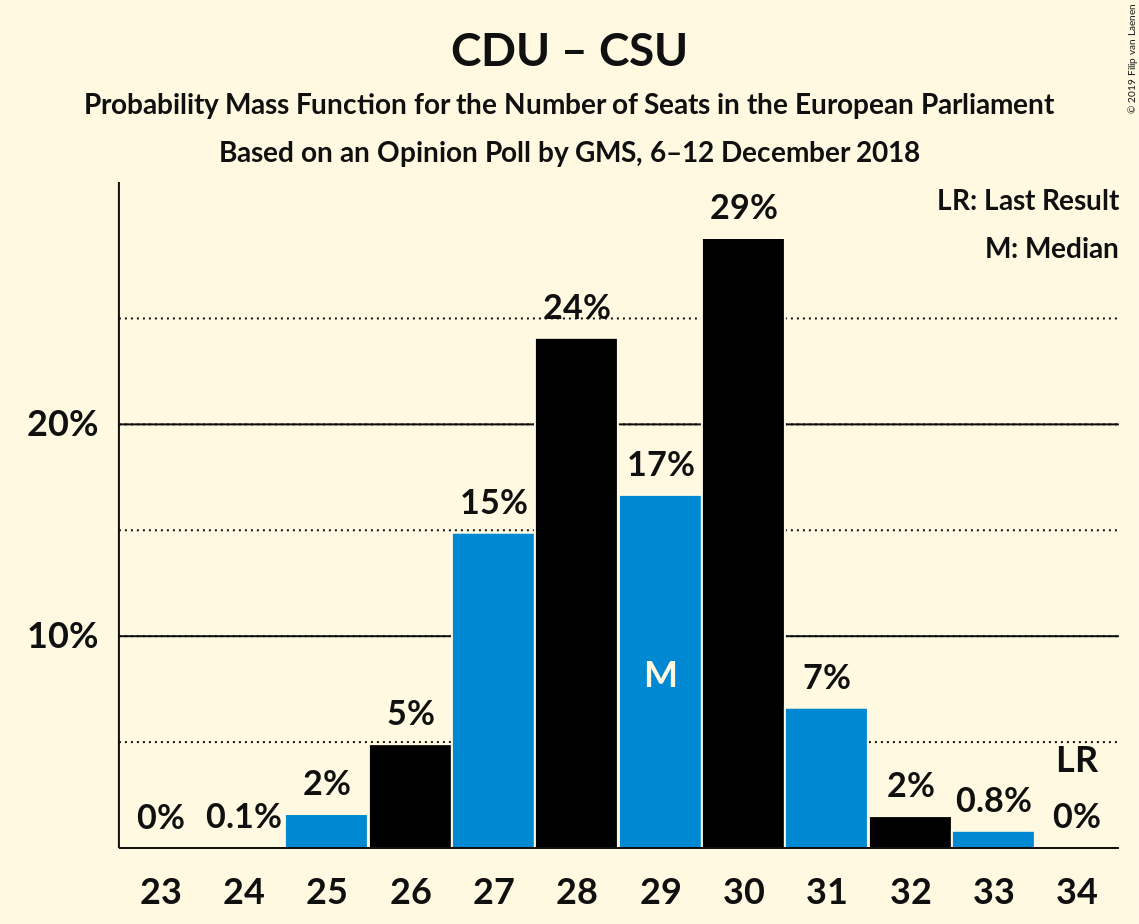 CDU – CSU
Probability Mass Function for the Number of Seats in the European Parliament
Based on an Opinion Poll by GMS, 6–12 December 2018
© 2019 Filip van Laenen
LR: Last Result
M: Median
29%
24%
20%
17%
15%
10%
M
7%
5%
LR
2%
2%
0.8%
0%
0.1%
0%
23 24 25 26 27 28 29 30 31 32 33 34